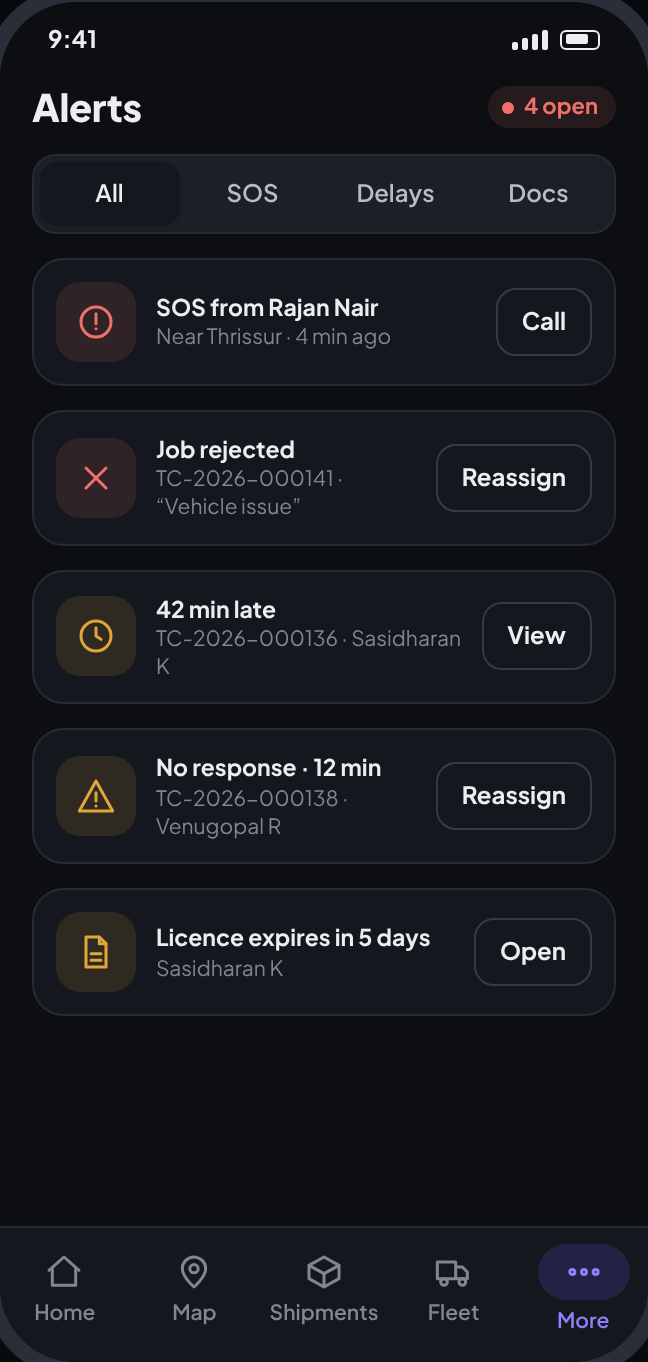 9:41
Alerts
4 open
All SOS Delays Docs
SOS from Rajan Nair
Near Thrissur · 4 min ago
Call
Job rejected
TC-2026–000141 ·
“Vehicle issue”
Reassign
42 min late
TC-2026–000136 · Sasidharan
K
View
No response · 12 min
TC-2026–000138 ·
Venugopal R
Reassign
Licence expires in 5 days
Sasidharan K
Open
Home Map Shipments Fleet More